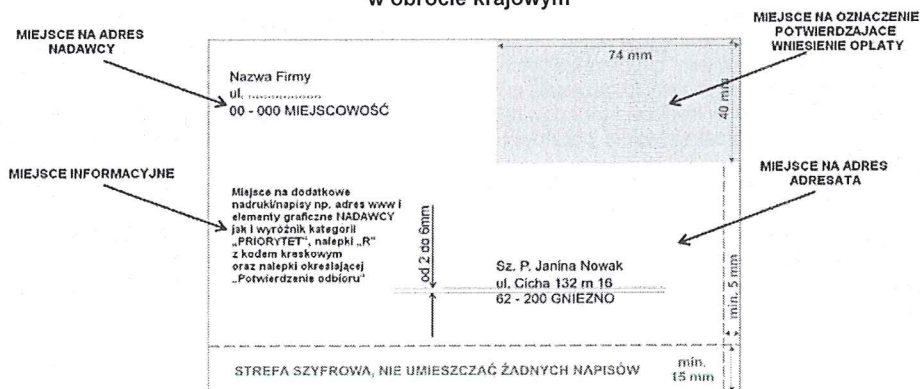 w obrocie krajowym
MIEJSCE NA ADRES
NADAWCY
MIEJSCE NA OZNACZENIE
POTWIERDZAJACE
WNIESIENIE OPŁATY
74 mm
40 mm
Nazwa Firmy
ul. ....................
00 - 000 MIEJSCOWOŚĆ
MIEJSCE INFORMACYJNE
MIEJSCE NA ADRES
ADRESATA
Miejsce na dodatkowe
nadruki/napisy np. adres www i
elementy graficzne NADAWCY
jak i wyróżnik kategorii
„PRIORYTET", nalepki „R"
z kodem kreskowym
oraz nalepki okreslającej
„Potwierdzenie odbioru"
od 2 do 6mm
Sz. P. Janina Nowak
ul. Cicha 132 m 16
62 - 200 GNIEZNO
min. 5 mm
STREFA SZYFROWA, NIE UMIESZCZAĆ ŻADNYCH NAPISÓW
min.
15 mm